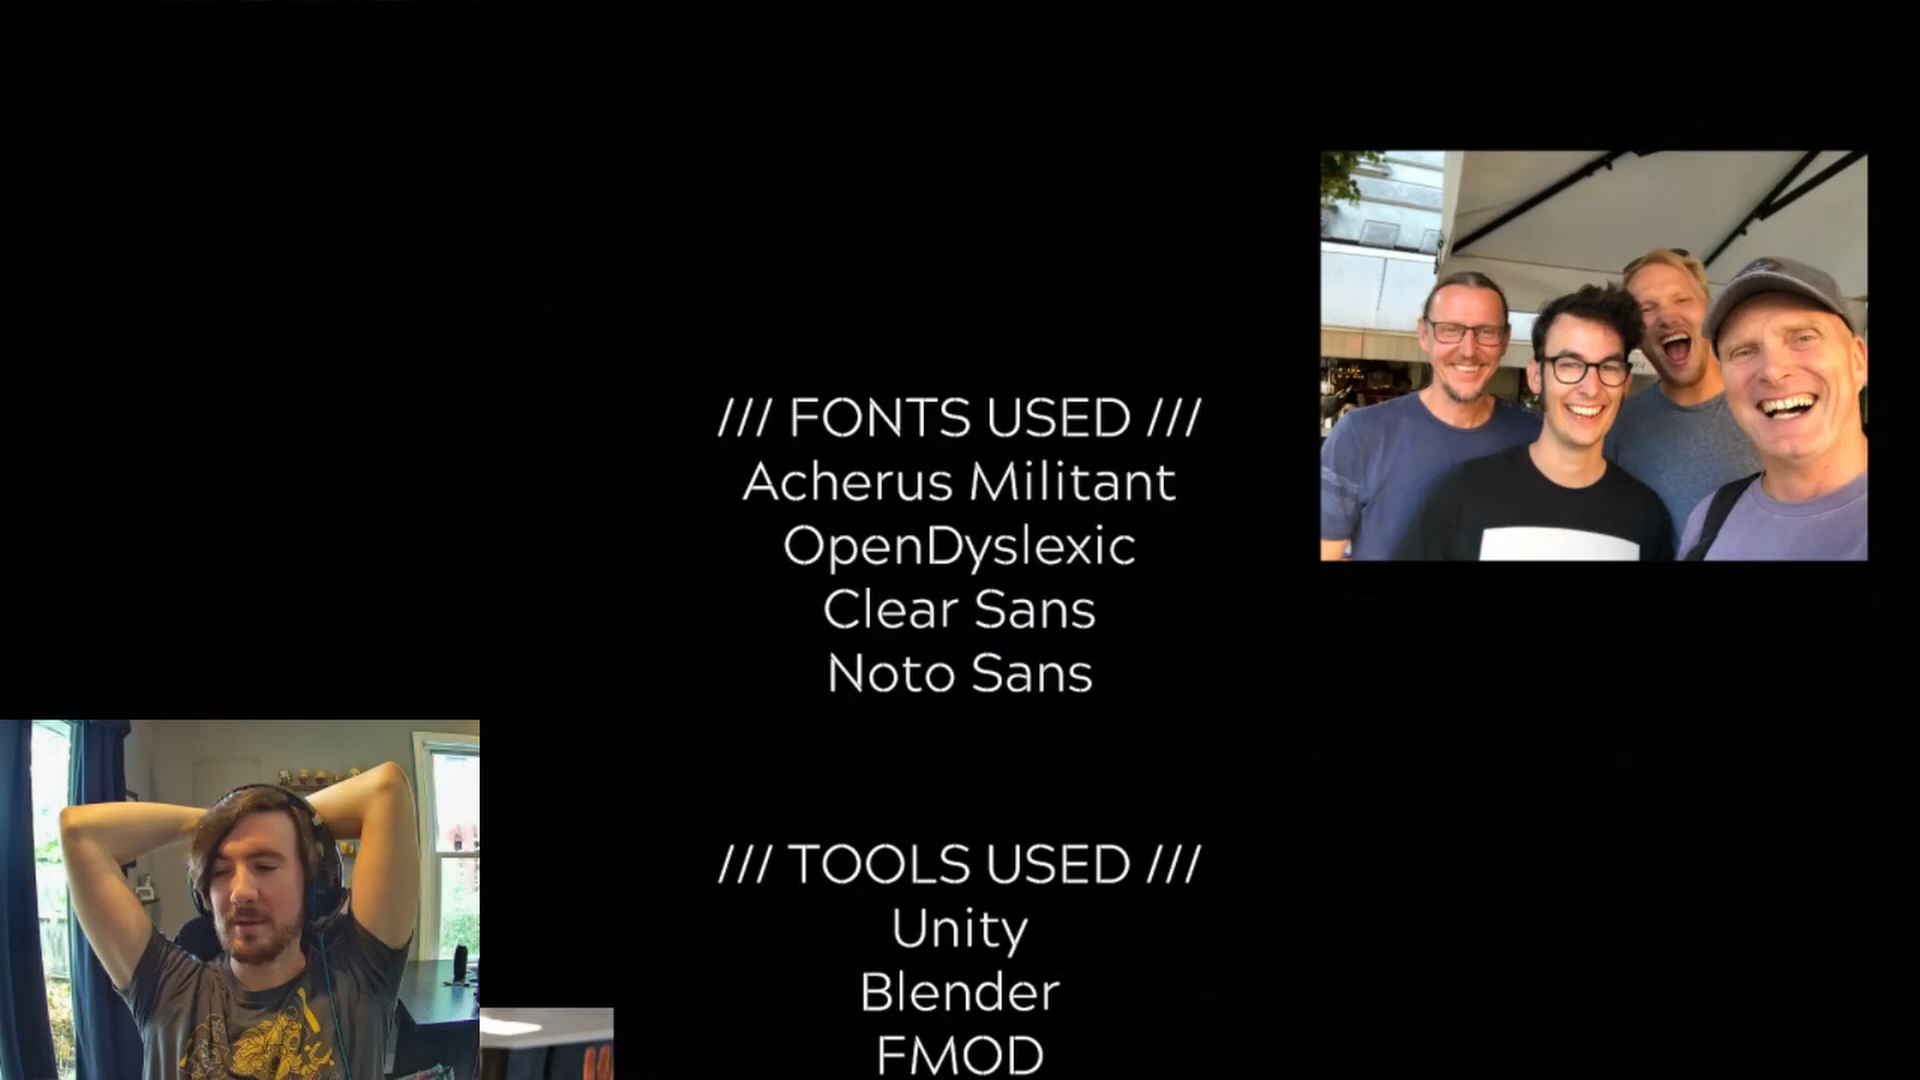 /// FONTS USED ///
Acherus Militant
OpenDyslexic
Clear Sans
Noto Sans
/// TOOLS USED ///
Unity
Blender
FMOD